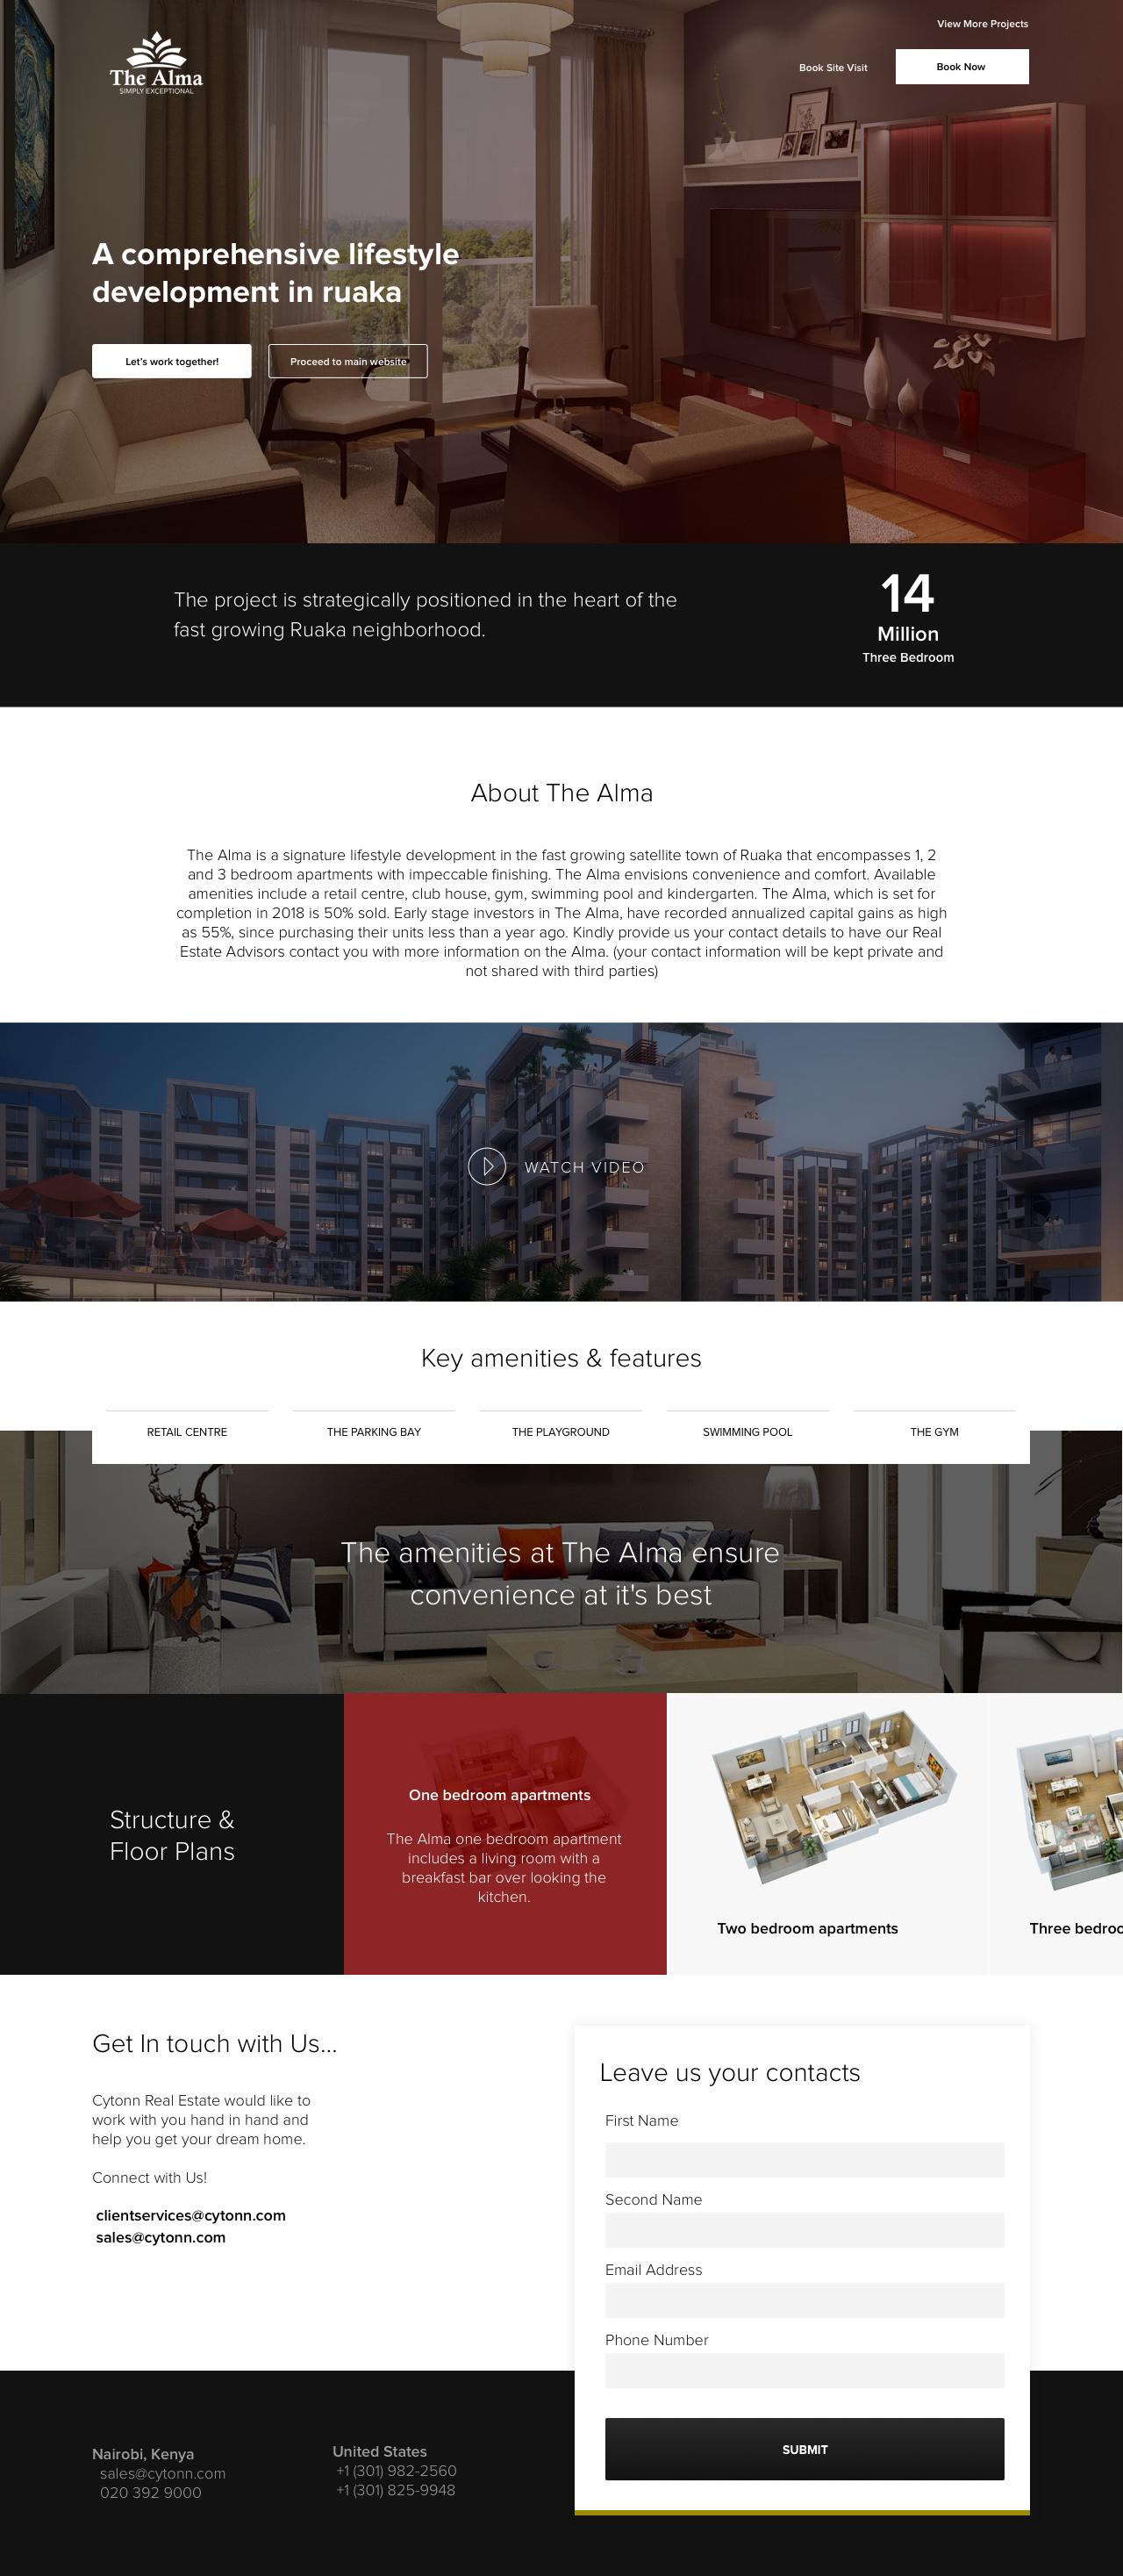 View More Projects
The Alma
SIMPLY EXCEPTIONAL
Book Site Visit
Book Now
A comprehensive lifestyle
development in ruaka
Let's work together!
Proceed to main website
The project is strategically positioned in the heart of the
fast growing Ruaka neighborhood.
14
Million
Three Bedroom
About The Alma
The Alma is a signature lifestyle development in the fast growing satellite town of Ruaka that encompasses 1, 2
and 3 bedroom apartments with impeccable finishing. The Alma envisions convenience and comfort. Available
amenities include a retail centre, club house, gym, swimming pool and kindergarten. The Alma, which is set for
completion in 2018 is 50% sold. Early stage investors in The Alma, have recorded annualized capital gains as high
as 55%, since purchasing their units less than a year ago. Kindly provide us your contact details to have our Real
Estate Advisors contact you with more information on the Alma. (your contact information will be kept private and
not shared with third parties)
WATCH VIDEO
Key amenities & features
RETAIL CENTRE
THE PARKING BAY
THE PLAYGROUND
SWIMMING POOL
THE GYM
The amenities at The Alma ensure
convenience at it's best
Structure &
Floor Plans
One bedroom apartments
The Alma one bedroom apartment
includes a living room with a
breakfast bar over looking the
kitchen.
Two bedroom apartments
Three bedroo
Get In touch with Us...
Cytonn Real Estate would like to
work with you hand in hand and
help you get your dream home.
Connect with Us!
clientservices@cytonn.com
sales@cytonn.com
Leave us your contacts
First Name
Second Name
Email Address
Phone Number
SUBMIT
Nairobi, Kenya
sales@cytonn.com
020 392 9000
United States
+1 (301) 982-2560
+1 (301) 825-9948